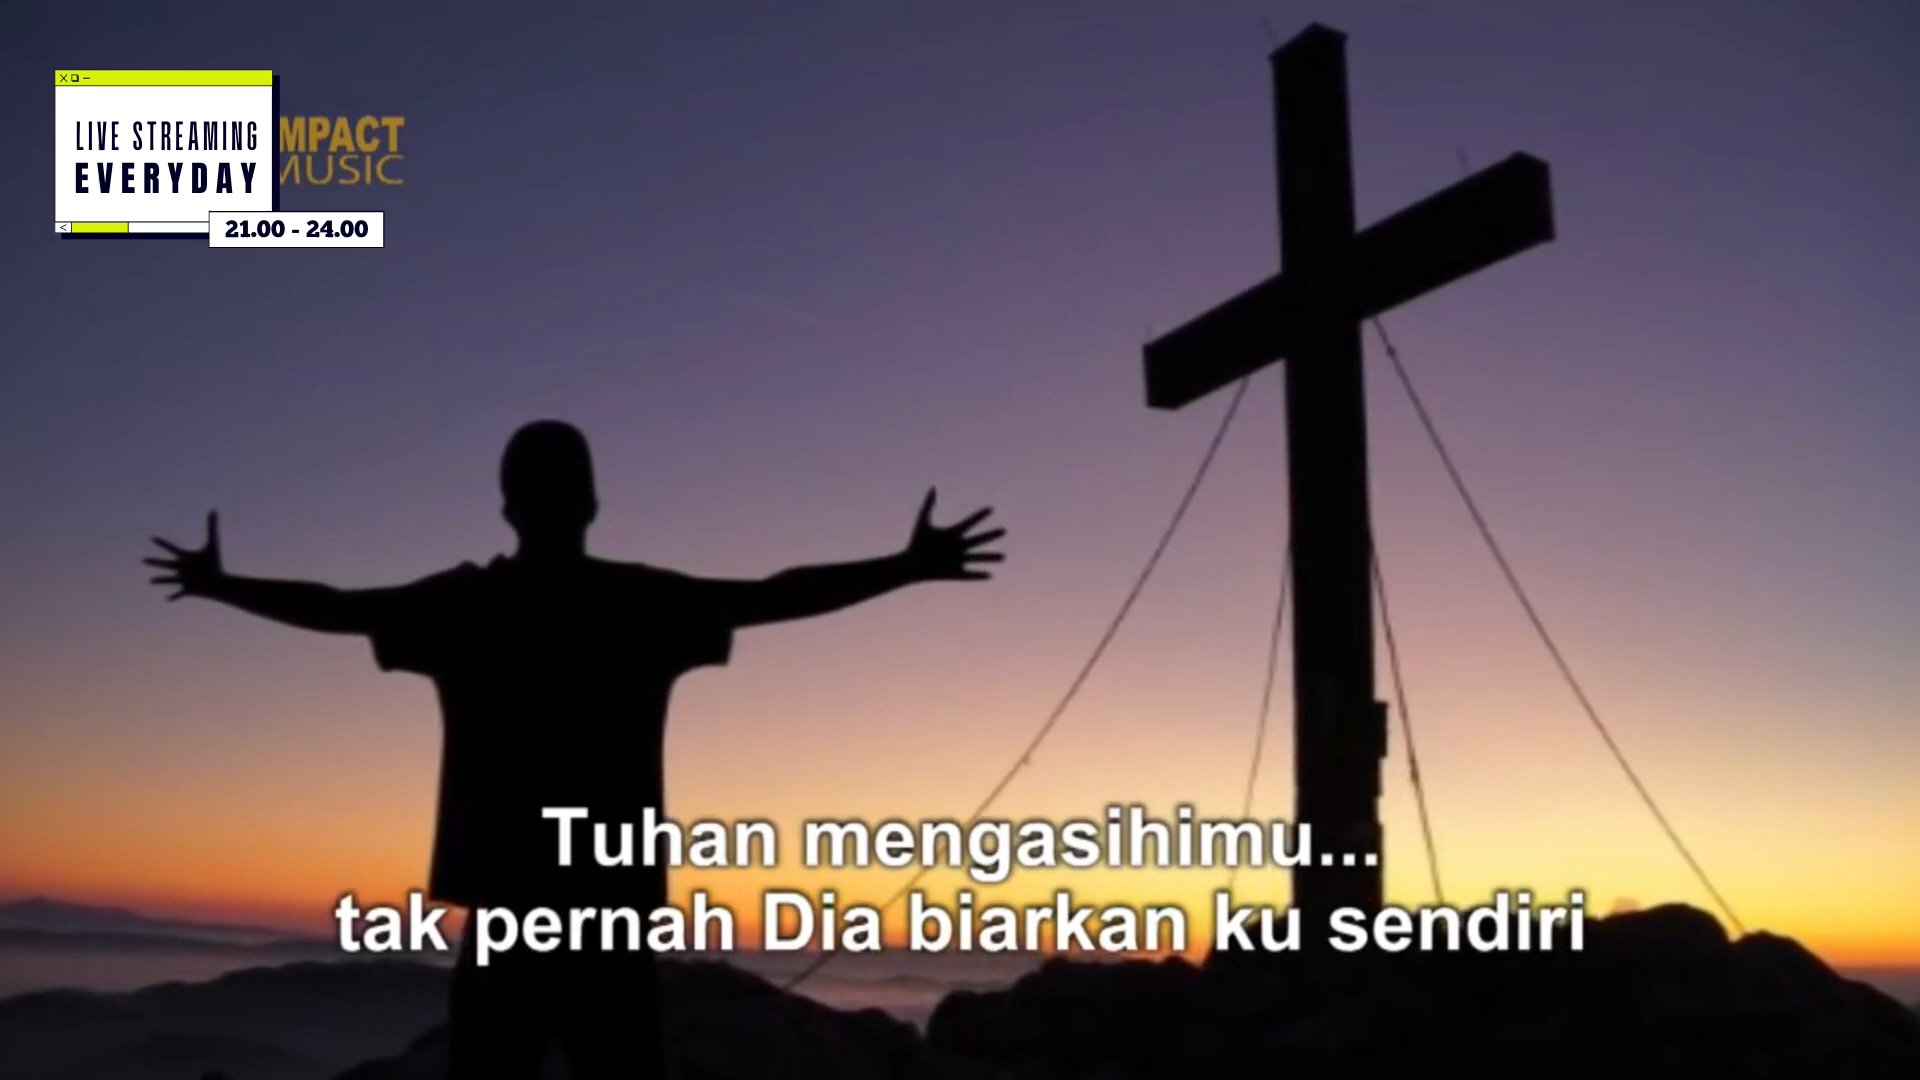 LIVE STREAMING
EVERYDAY
MPACT
MUSIC
21.00 - 24.00
Tuhan mengasihimu...
tak pernah Dia biarkan ku sendiri